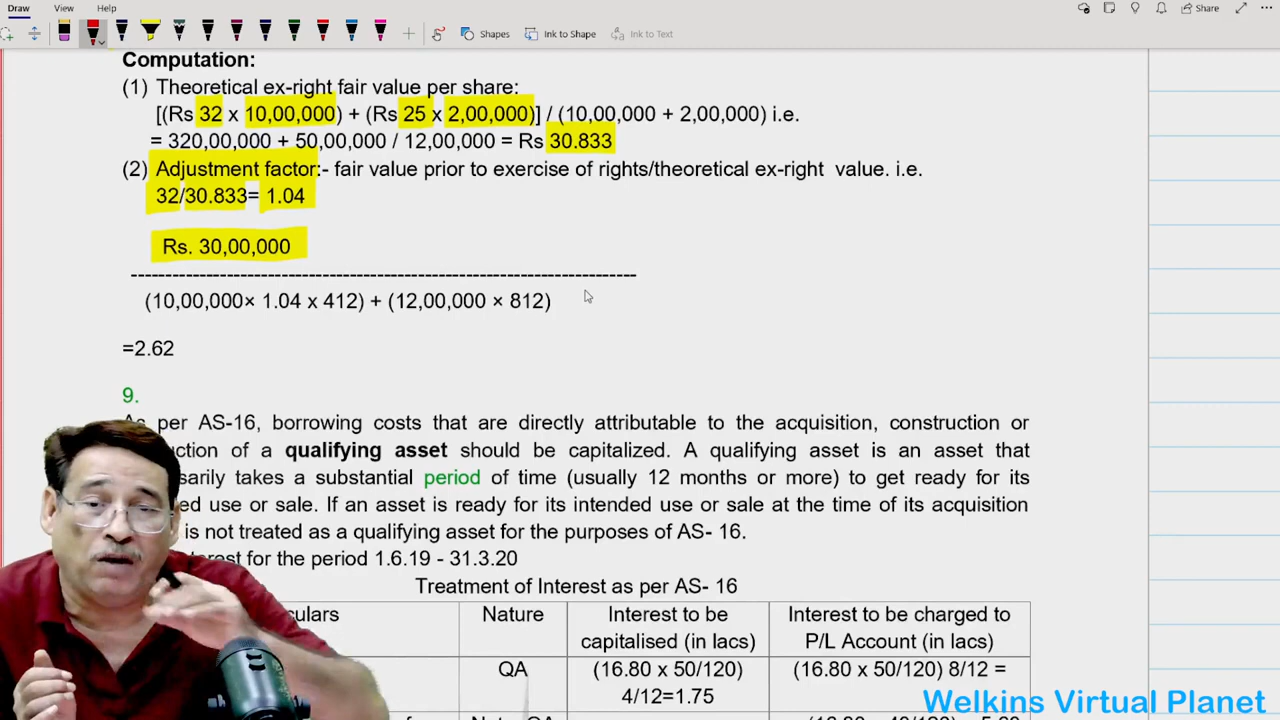 Draw View Help
Shapes Ink to Shape Ink to Text Share
Computation:
(1) Theoretical ex-right fair value per share:
[(Rs 32 x 10,00,000) + (Rs 25 x 2,00,000)] / (10,00,000 + 2,00,000) i.e.
= 320,00,000 + 50,00,000 / 12,00,000 = Rs 30.833
(2) Adjustment factor:- fair value prior to exercise of rights/theoretical ex-right value. i.e.
32/30.833= 1.04
Rs. 30,00,000
(10,00,000× 1.04 x 412) + (12,00,000 × 812)
=2.62
9.
As per AS-16, borrowing costs that are directly attributable to the acquisition, construction or
uction of a qualifying asset should be capitalized. A qualifying asset is an asset that
sarily takes a substantial period of time (usually 12 months or more) to get ready for its
ed use or sale. If an asset is ready for its intended use or sale at the time of its acquisition
is not treated as a qualifying asset for the purposes of AS- 16.
terest for the period 1.6.19 - 31.3.20
Treatment of Interest as per AS- 16
culars Nature Interest to be Interest to be charged to
capitalised (in lacs) P/L Account (in lacs)
QA (16.80 x 50/120) (16.80 x 50/120) 8/12 =
4/12=1.75
Welkins Virtual Planet